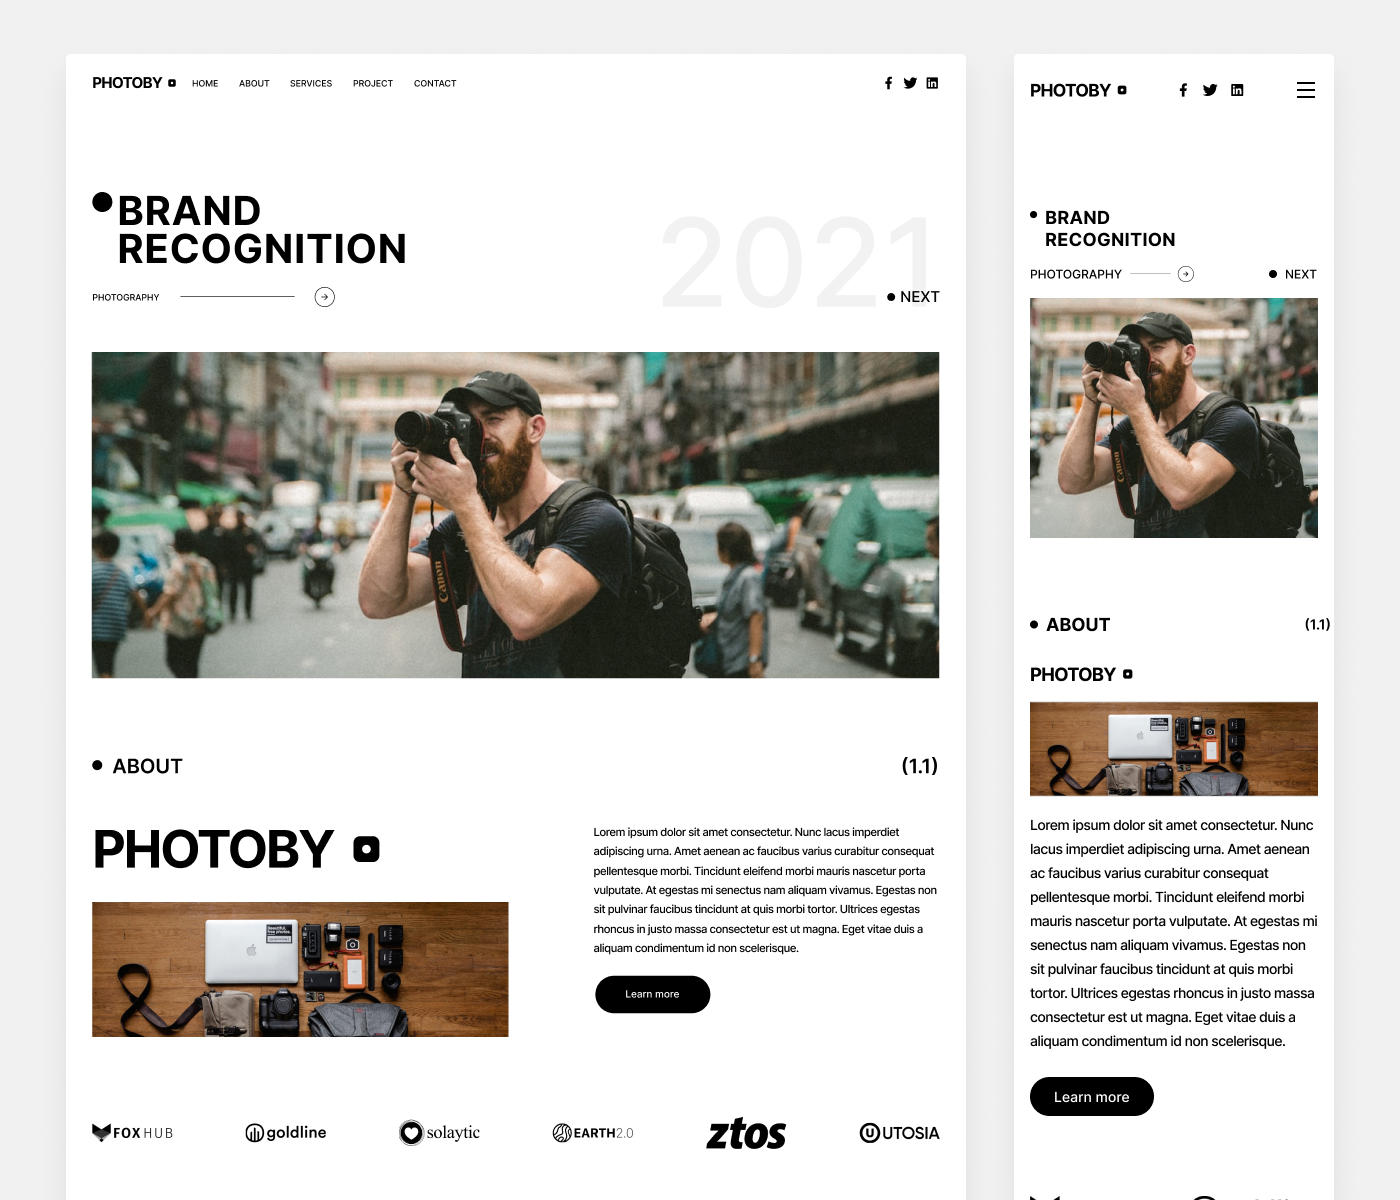 PHOTOBY
HOME ABOUT SERVICES PROJECT CONTACT
BRAND
RECOGNITION
2021
PHOTOGRAPHY
NEXT
Canon
ABOUT
(1.1)
PHOTOBY
Beautiful,
free photos.
Lorem ipsum dolor sit amet consectetur. Nunc lacus imperdiet
adipiscing urna. Amet aenean ac faucibus varius curabitur consequat
pellentesque morbi. Tincidunt eleifend morbi mauris nascetur porta
vulputate. At egestas mi senectus nam aliquam vivamus. Egestas non
sit pulvinar faucibus tincidunt at quis morbi tortor. Ultrices egestas
rhoncus in justo massa consectetur est ut magna. Eget vitae duis a
aliquam condimentum id non scelerisque.
Learn more
FOXHUB
goldline
solaytic
EARTH2.0
ztos
UTOSIA
PHOTOBY
BRAND
RECOGNITION
PHOTOGRAPHY
NEXT
Canon
ABOUT
(1.1)
PHOTOBY
Lorem ipsum dolor sit amet consectetur. Nunc
lacus imperdiet adipiscing urna. Amet aenean
ac faucibus varius curabitur consequat
pellentesque morbi. Tincidunt eleifend morbi
mauris nascetur porta vulputate. At egestas mi
senectus nam aliquam vivamus. Egestas non
sit pulvinar faucibus tincidunt at quis morbi
tortor. Ultrices egestas rhoncus in justo massa
consectetur est ut magna. Eget vitae duis a
aliquam condimentum id non scelerisque.
Learn more